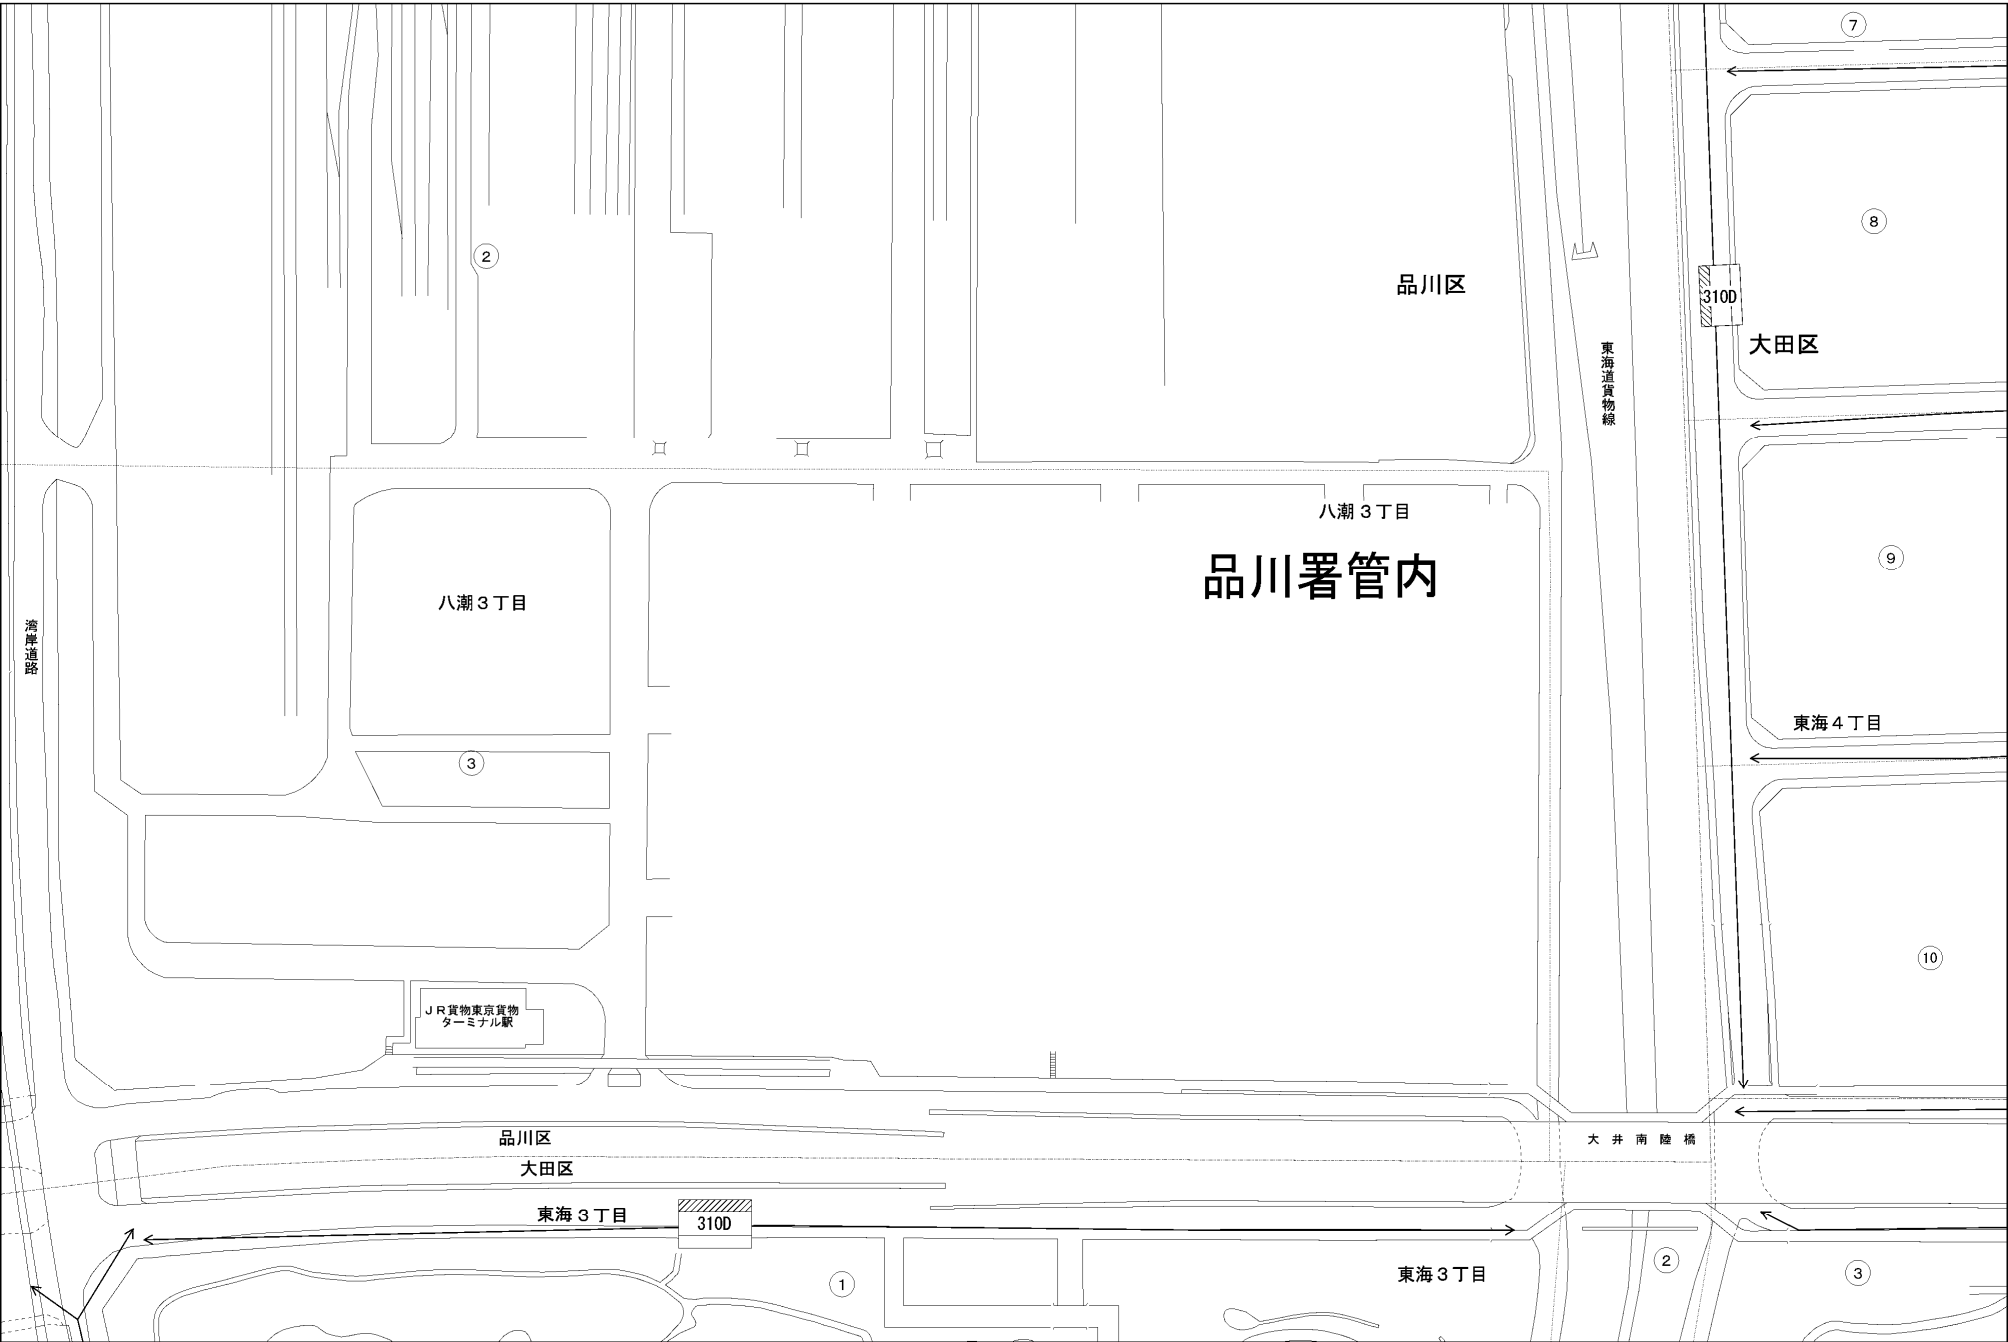 7
8
2
品川区
310D
大田区
東海道貨物線
八潮３丁目
品川署管内
9
八潮３丁目
湾岸道路
東海４丁目
3
10
ＪＲ貨物東京貨物
ターミナル駅
品川区
大井南陸橋
大田区
東海３丁目
310D
2
東海３丁目
3
1